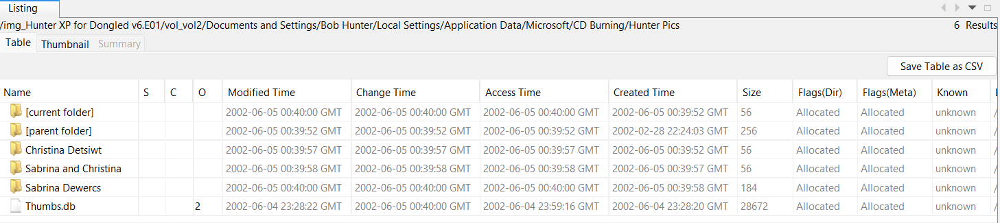 Listing
/img_Hunter XP for Dongled v6.E01/vol_vol2/Documents and Settings/Bob Hunter/Local Settings/Application Data/Microsoft/CD Burning/Hunter Pics 6 Results
Table Thumbnail Summary
Save Table as CSV
Name S C O Modified Time Change Time Access Time Created Time Size Flags(Dir) Flags(Meta) Known
[current folder] 2002-06-05 00:40:00 GMT 2002-06-05 00:40:00 GMT 2002-06-05 00:40:00 GMT 2002-06-05 00:39:52 GMT 56 Allocated Allocated unknown /
[parent folder] 2002-06-05 00:39:52 GMT 2002-06-05 00:39:52 GMT 2002-06-05 00:39:52 GMT 2002-02-28 22:24:03 GMT 256 Allocated Allocated unknown /
Christina Detsiwt 2002-06-05 00:39:57 GMT 2002-06-05 00:39:57 GMT 2002-06-05 00:39:57 GMT 2002-06-05 00:39:52 GMT 56 Allocated Allocated unknown /
Sabrina and Christina 2002-06-05 00:39:58 GMT 2002-06-05 00:39:58 GMT 2002-06-05 00:39:58 GMT 2002-06-05 00:39:57 GMT 56 Allocated Allocated unknown /
Sabrina Dewercs 2002-06-05 00:40:00 GMT 2002-06-05 00:40:00 GMT 2002-06-05 00:40:00 GMT 2002-06-05 00:39:58 GMT 184 Allocated Allocated unknown /
Thumbs.db 2 2002-06-04 23:28:22 GMT 2002-06-05 00:40:00 GMT 2002-06-04 23:59:16 GMT 2002-06-04 23:28:20 GMT 28672 Allocated Allocated unknown /